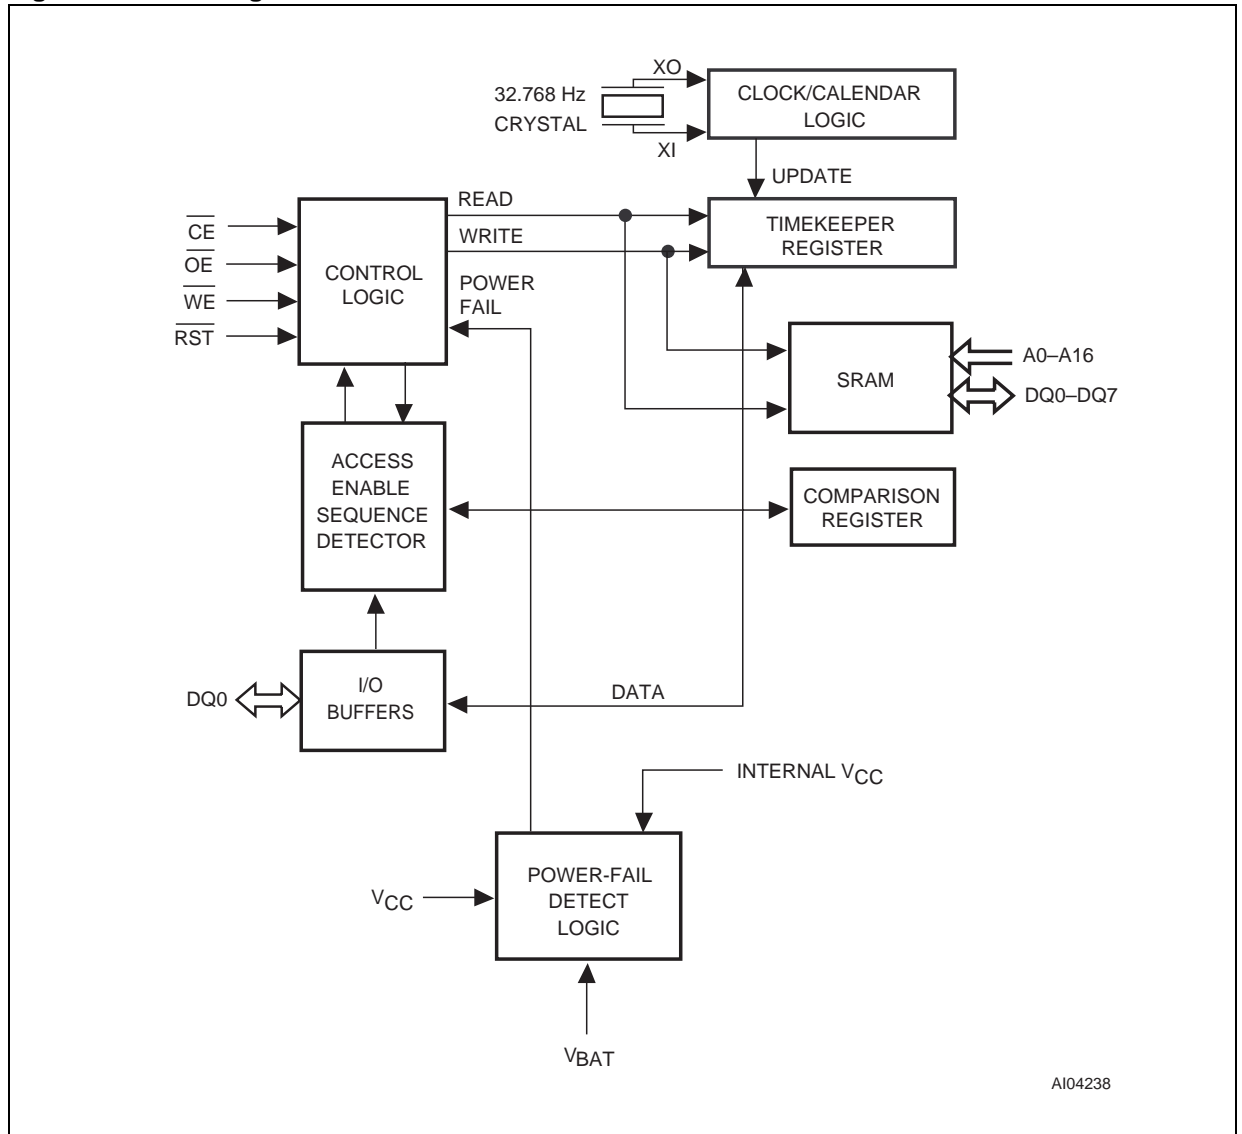 XO
32.768 Hz
CRYSTAL
XI
CLOCK/CALENDAR
LOGIC
UPDATE
READ
WRITE
POWER
FAIL
TIMEKEEPER
REGISTER
CE
OE
WE
RST
CONTROL
LOGIC
SRAM
A0–A16
DQ0–DQ7
ACCESS
ENABLE
SEQUENCE
DETECTOR
COMPARISON
REGISTER
DQ0
I/O
BUFFERS
DATA
INTERNAL VCC
VCC
POWER-FAIL
DETECT
LOGIC
VBAT
AI04238